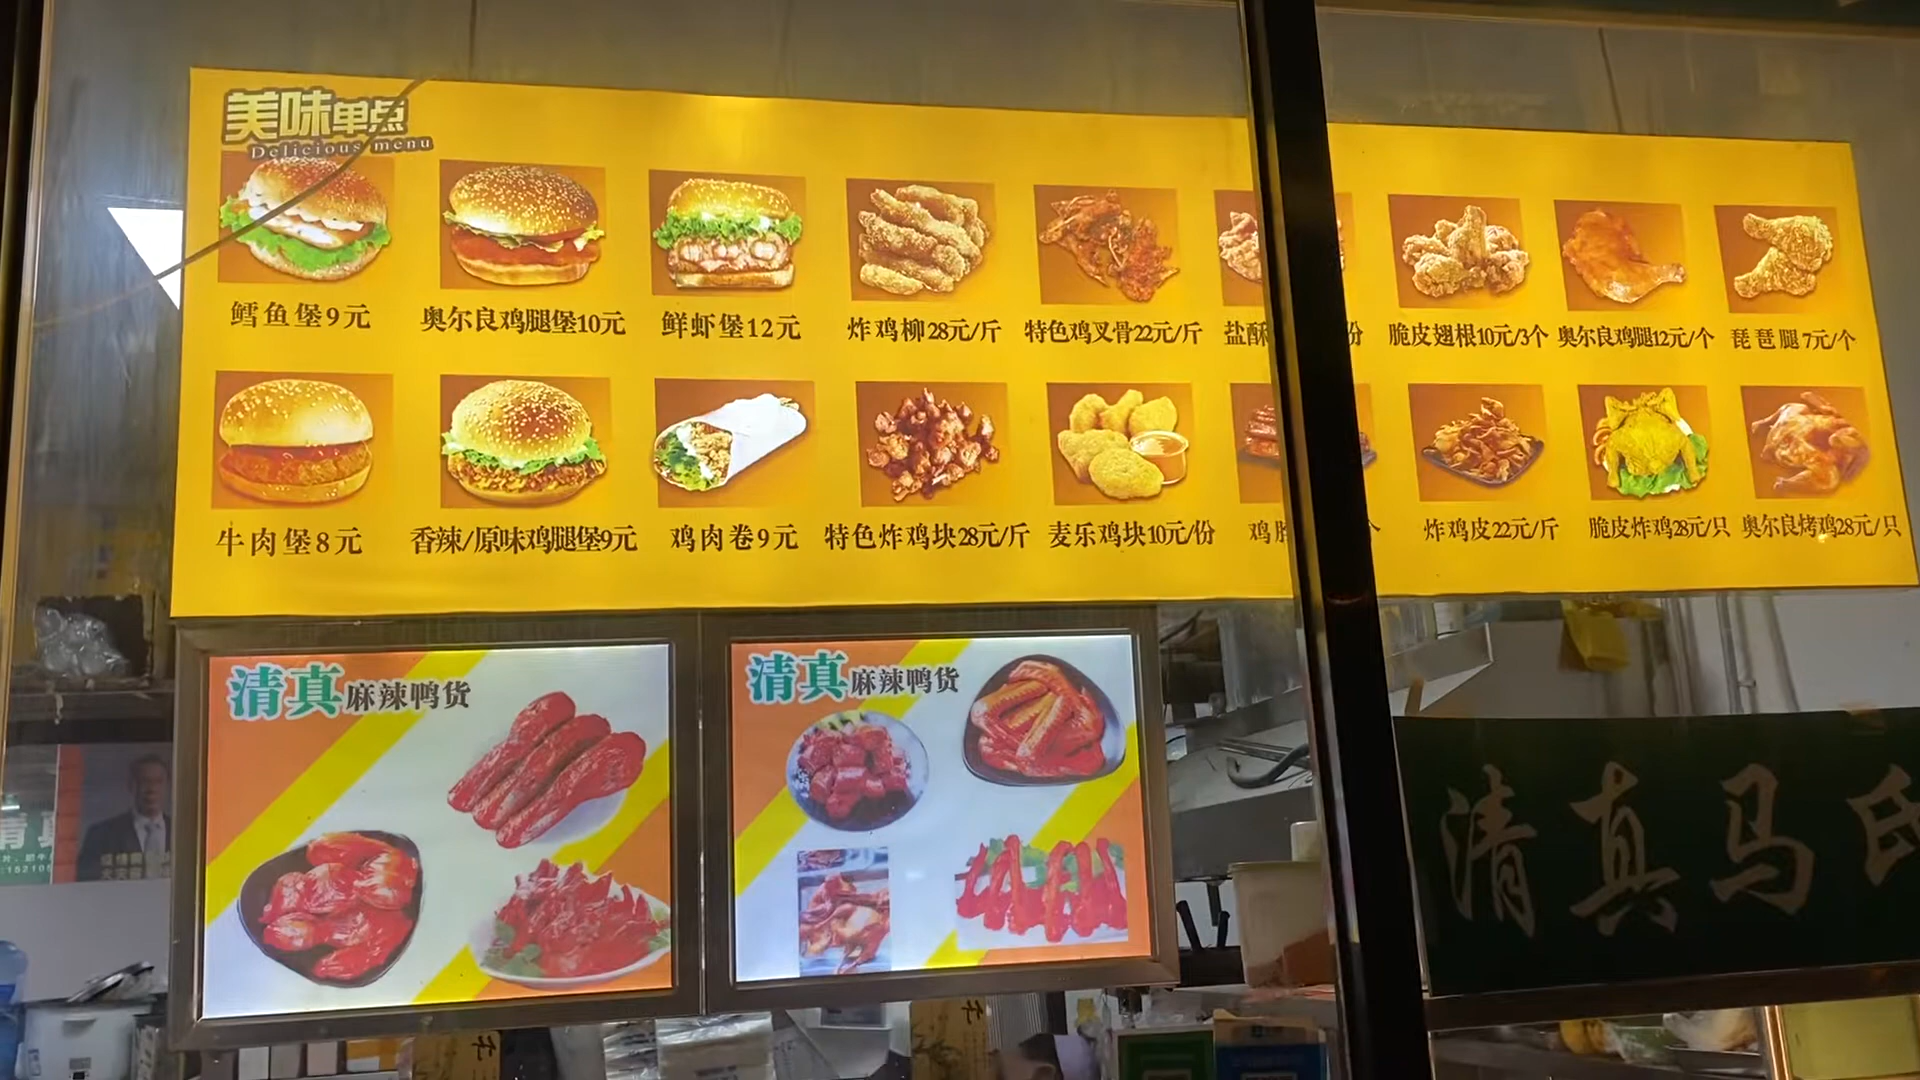 美味单点
Delicious menu
鳕鱼堡9元
奥尔良鸡腿堡10元
鲜虾堡12元
炸鸡柳28元/斤
特色鸡叉骨22元/斤
盐酥
份
脆皮翅根10元/3个
奥尔良鸡腿12元/个
琵琶腿7元/个
牛肉堡8元
香辣/原味鸡腿堡9元
鸡肉卷9元
特色炸鸡块28元/斤
麦乐鸡块10元/份
鸡
个
炸鸡皮22元/斤
脆皮炸鸡28元/只
奥尔良烤鸡28元/只
清真麻辣鸭货
清真麻辣鸭货
清真马氏